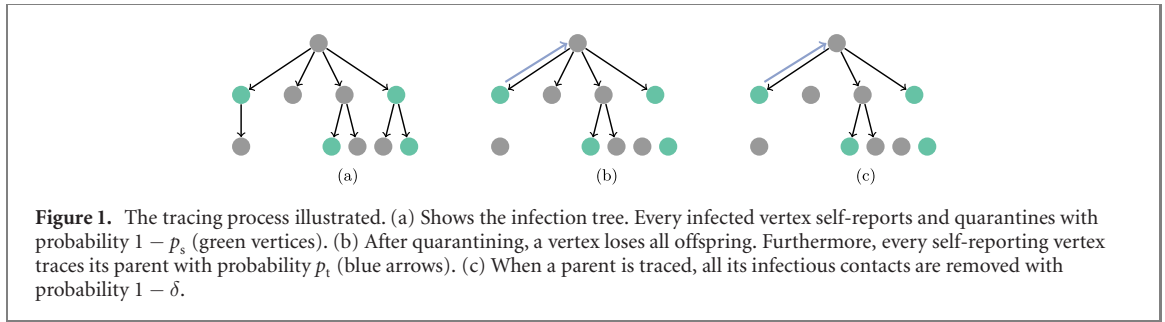 (a) (b) (c)
Figure 1. The tracing process illustrated. (a) Shows the infection tree. Every infected vertex self-reports and quarantines with
probability 1 − pₛ (green vertices). (b) After quarantining, a vertex loses all offspring. Furthermore, every self-reporting vertex
traces its parent with probability pₜ (blue arrows). (c) When a parent is traced, all its infectious contacts are removed with
probability 1 − δ.